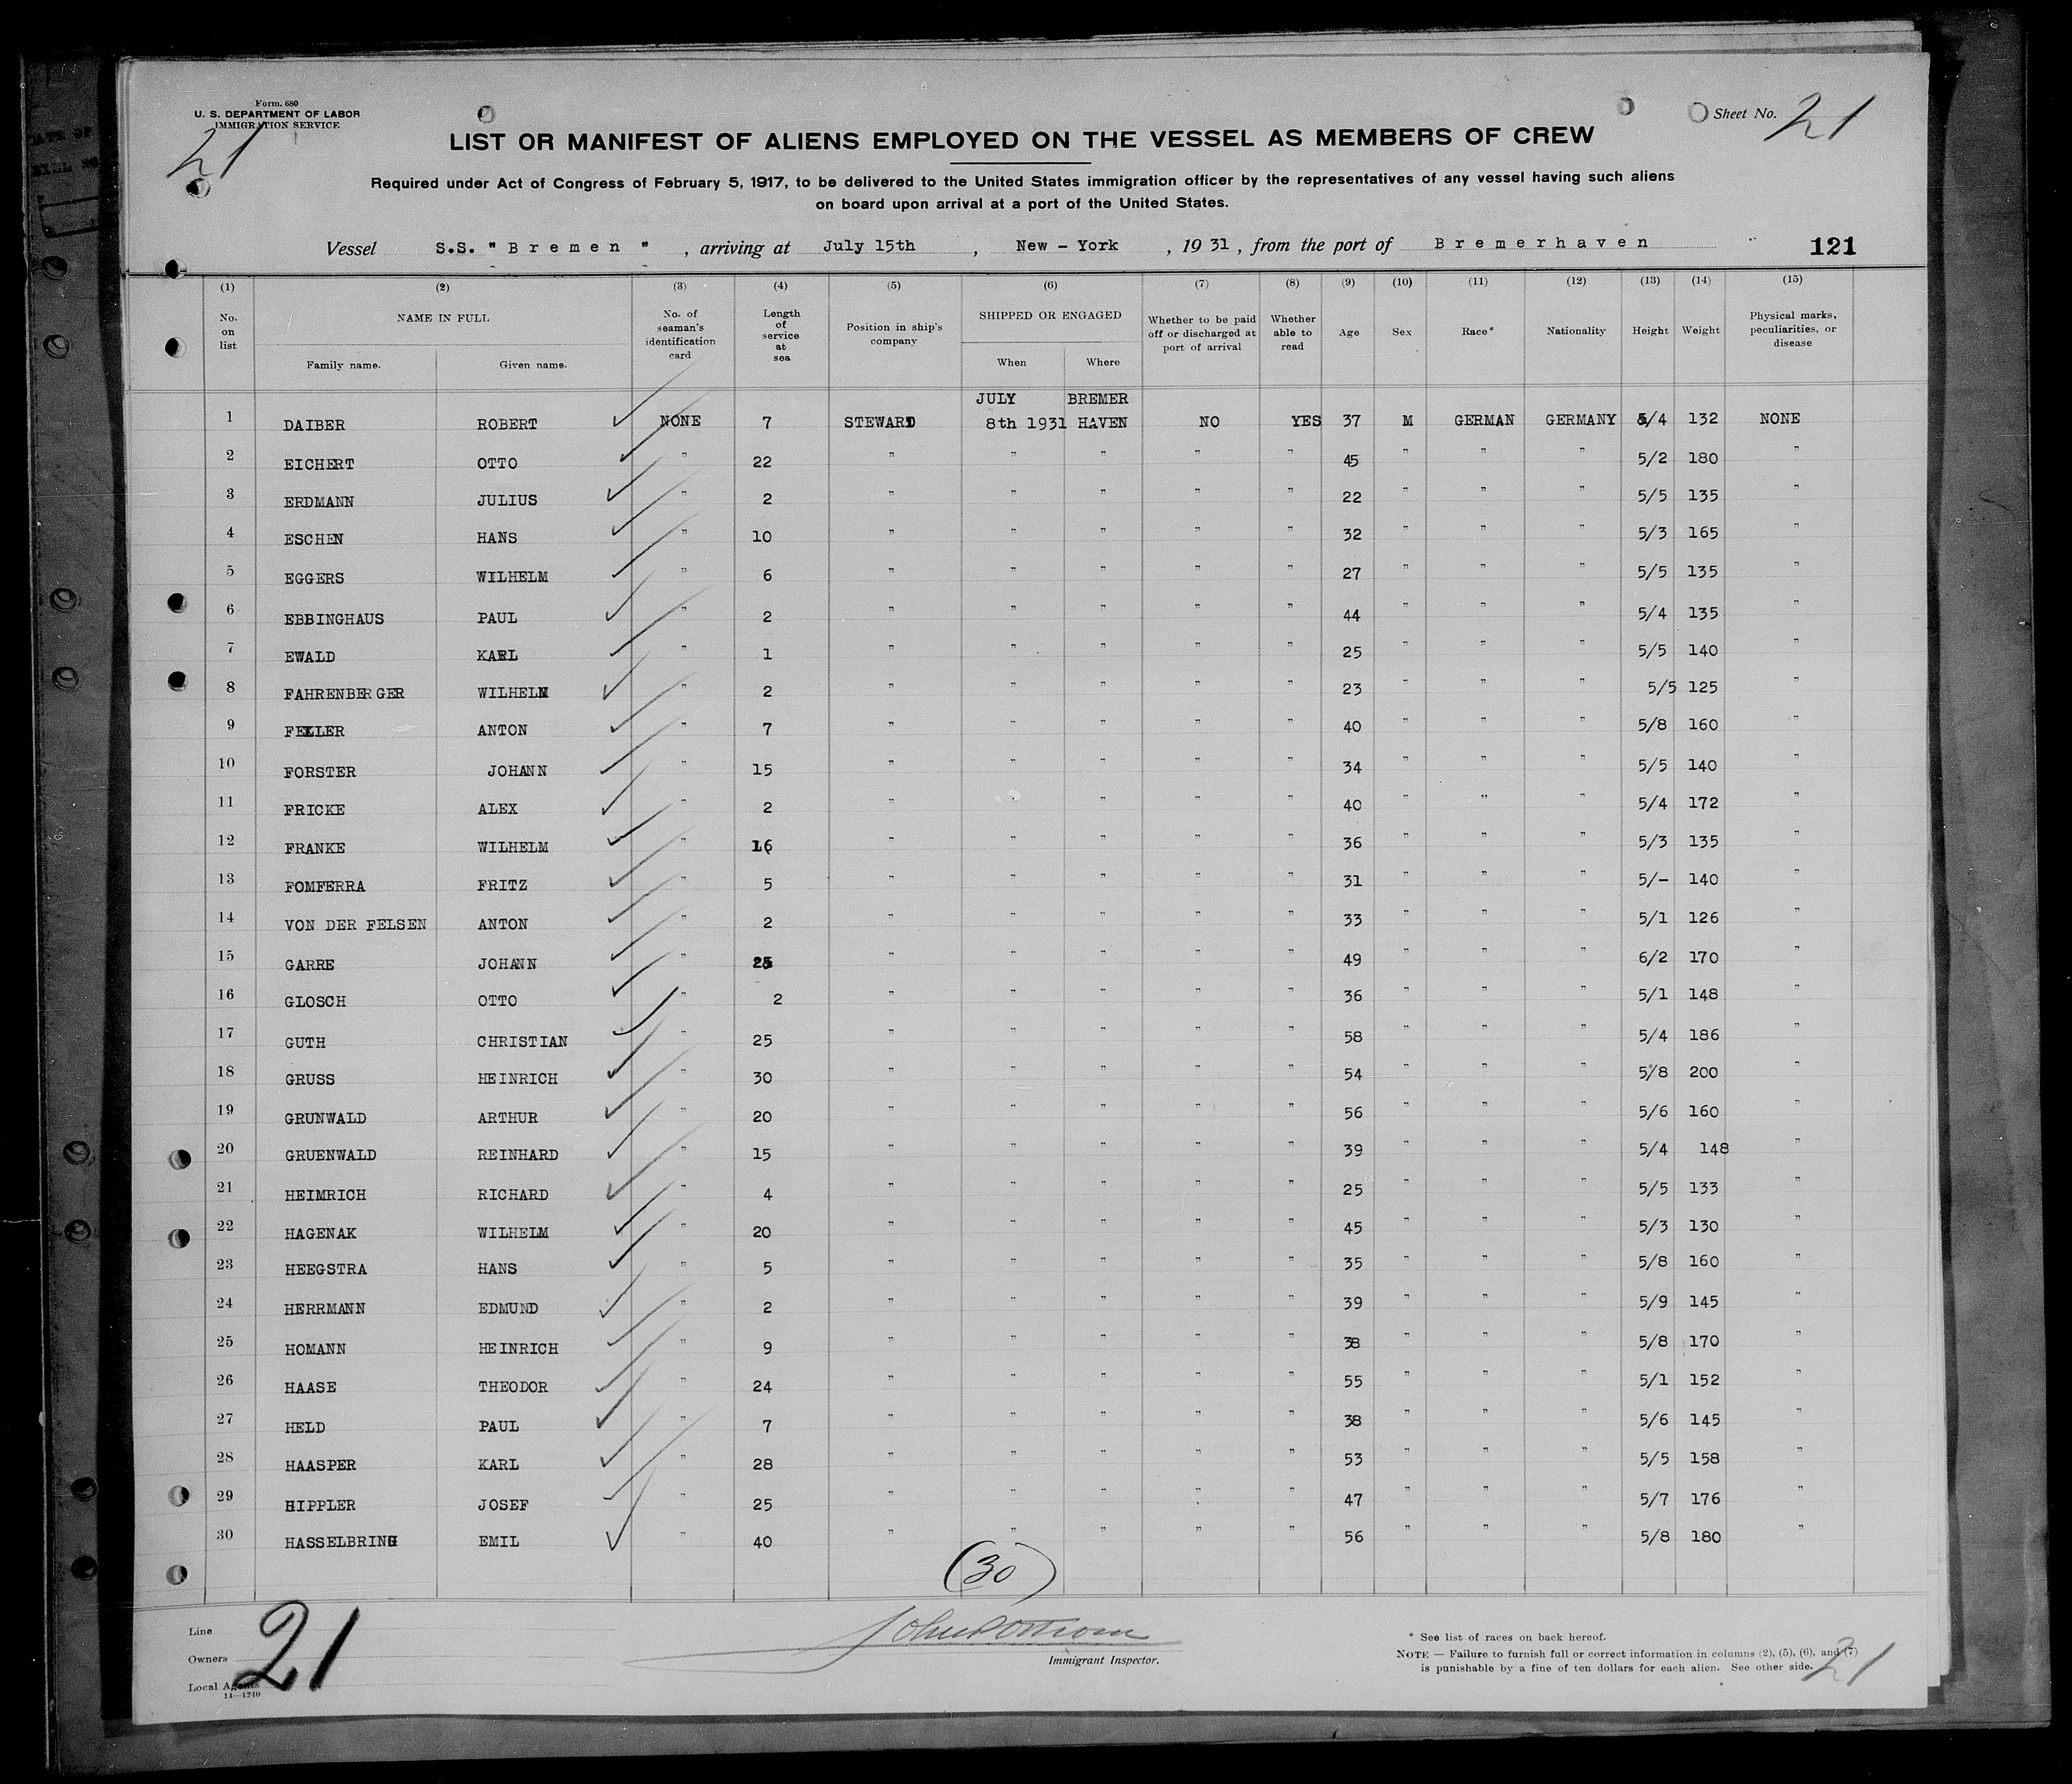 Form. 680
U. S. DEPARTMENT OF LABOR
IMMIGRATION SERVICE
21
Sheet No. 21
LIST OR MANIFEST OF ALIENS EMPLOYED ON THE VESSEL AS MEMBERS OF CREW
Required under Act of Congress of February 5, 1917, to be delivered to the United States immigration officer by the representatives of any vessel having such aliens
on board upon arrival at a port of the United States.
Vessel S.S. "Bremen", arriving at July 15th, New - York, 1931, from the port of Bremerhaven 121
(1) (2) (3) (4) (5) (6) (7) (8) (9) (10) (11) (12) (13) (14) (15)
No. on list NAME IN FULL Family name. Given name. No. of seaman's identification card Length of service at sea Position in ship's company SHIPPED OR ENGAGED When Where Whether to be paid off or discharged at port of arrival Whether able to read Age Sex Race* Nationality Height Weight Physical marks, peculiarities, or disease
JULY BREMER
1 DAIBER ROBERT NONE 7 STEWARD 8th 1931 HAVEN NO YES 37 M GERMAN GERMANY 5/4 132 NONE
2 EICHERT OTTO " 22 " " " " " 45 " " " 5/2 180 "
3 ERDMANN JULIUS " 2 " " " " " 22 " " " 5/5 135 "
4 ESCHEN HANS " 10 " " " " " 32 " " " 5/3 165 "
5 EGGERS WILHELM " 6 " " " " " 27 " " " 5/5 135 "
6 EBBINGHAUS PAUL " 2 " " " " " 44 " " " 5/4 135 "
7 EWALD KARL " 1 " " " " " 25 " " " 5/5 140 "
8 FAHRENBERGER WILHELM " 2 " " " " " 23 " " " 5/5 125 "
9 FELLER ANTON " 7 " " " " " 40 " " " 5/8 160 "
10 FORSTER JOHANN " 15 " " " " " 34 " " " 5/5 140 "
11 FRICKE ALEX " 2 " " " " " 40 " " " 5/4 172 "
12 FRANKE WILHELM " 16 " " " " " 36 " " " 5/3 135 "
13 FOMFERRA FRITZ " 5 " " " " " 31 " " " 5/- 140 "
14 VON DER FELSEN ANTON " 2 " " " " " 33 " " " 5/1 126 "
15 GARRE JOHANN " " " " " " 49 " " " 6/2 170 "
16 GLOSCH OTTO " 2 " " " " " 36 " " " 5/1 148 "
17 GUTH CHRISTIAN " 25 " " " " " 58 " " " 5/4 186 "
18 GRUSS HEINRICH " 30 " " " " " 54 " " " 5/8 200 "
19 GRUNWALD ARTHUR " 20 " " " " " 56 " " " 5/6 160 "
20 GRUENWALD REINHARD " 15 " " " " " 39 " " " 5/4 148 "
21 HEIMRICH RICHARD " 4 " " " " " 25 " " " 5/5 133 "
22 HAGENAK WILHELM " 20 " " " " " 45 " " " 5/3 130 "
23 HEEGSTRA HANS " 5 " " " " " 35 " " " 5/8 160 "
24 HERRMANN EDMUND " 2 " " " " " 39 " " " 5/9 145 "
25 HOMANN HEINRICH " 9 " " " " " 38 " " " 5/8 170 "
26 HAASE THEODOR " 24 " " " " " 55 " " " 5/1 152 "
27 HELD PAUL " 7 " " " " " 38 " " " 5/6 145 "
28 HAASPER KARL " 28 " " " " " 53 " " " 5/5 158 "
29 HIPPLER JOSEF " 25 " " " " " 47 " " " 5/7 176 "
30 HASSELBRING EMIL " 40 " " " " " 56 " " " 5/8 180 "
(30)
Line
Owners
Local Agents
14—1240
21
Immigrant Inspector.
* See list of races on back hereof.
NOTE — Failure to furnish full or correct information in columns (2), (5), (6), and (7)
is punishable by a fine of ten dollars for each alien. See other side.
21